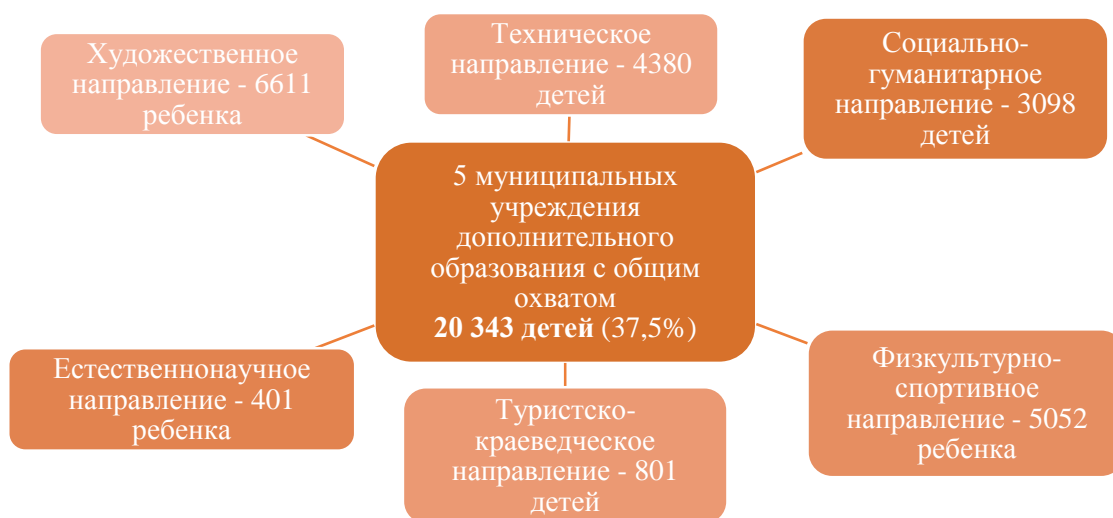 Художественное
направление - 6611
ребенка
Техническое
направление - 4380
детей
Социально-
гуманитарное
направление - 3098
детей
5 муниципальных
учреждения
дополнительного
образования с общим
охватом
20 343 детей (37,5%)
Естественнонаучное
направление - 401
ребенка
Туристско-
краеведческое
направление - 801
детей
Физкультурно-
спортивное
направление - 5052
ребенка